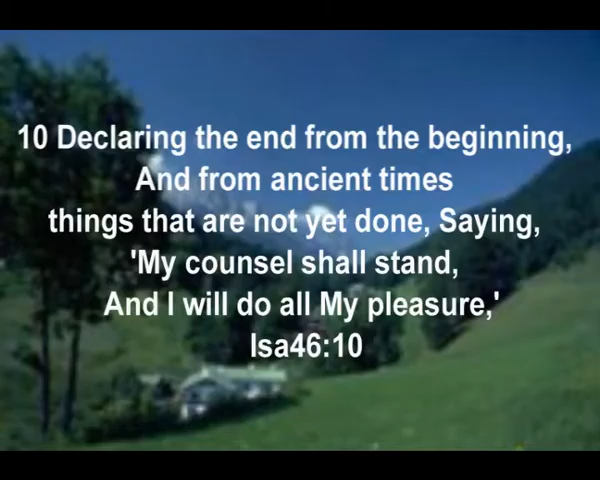 10 Declaring the end from the beginning,
And from ancient times
things that are not yet done, Saying,
'My counsel shall stand,
And I will do all My pleasure,'
Isa46:10